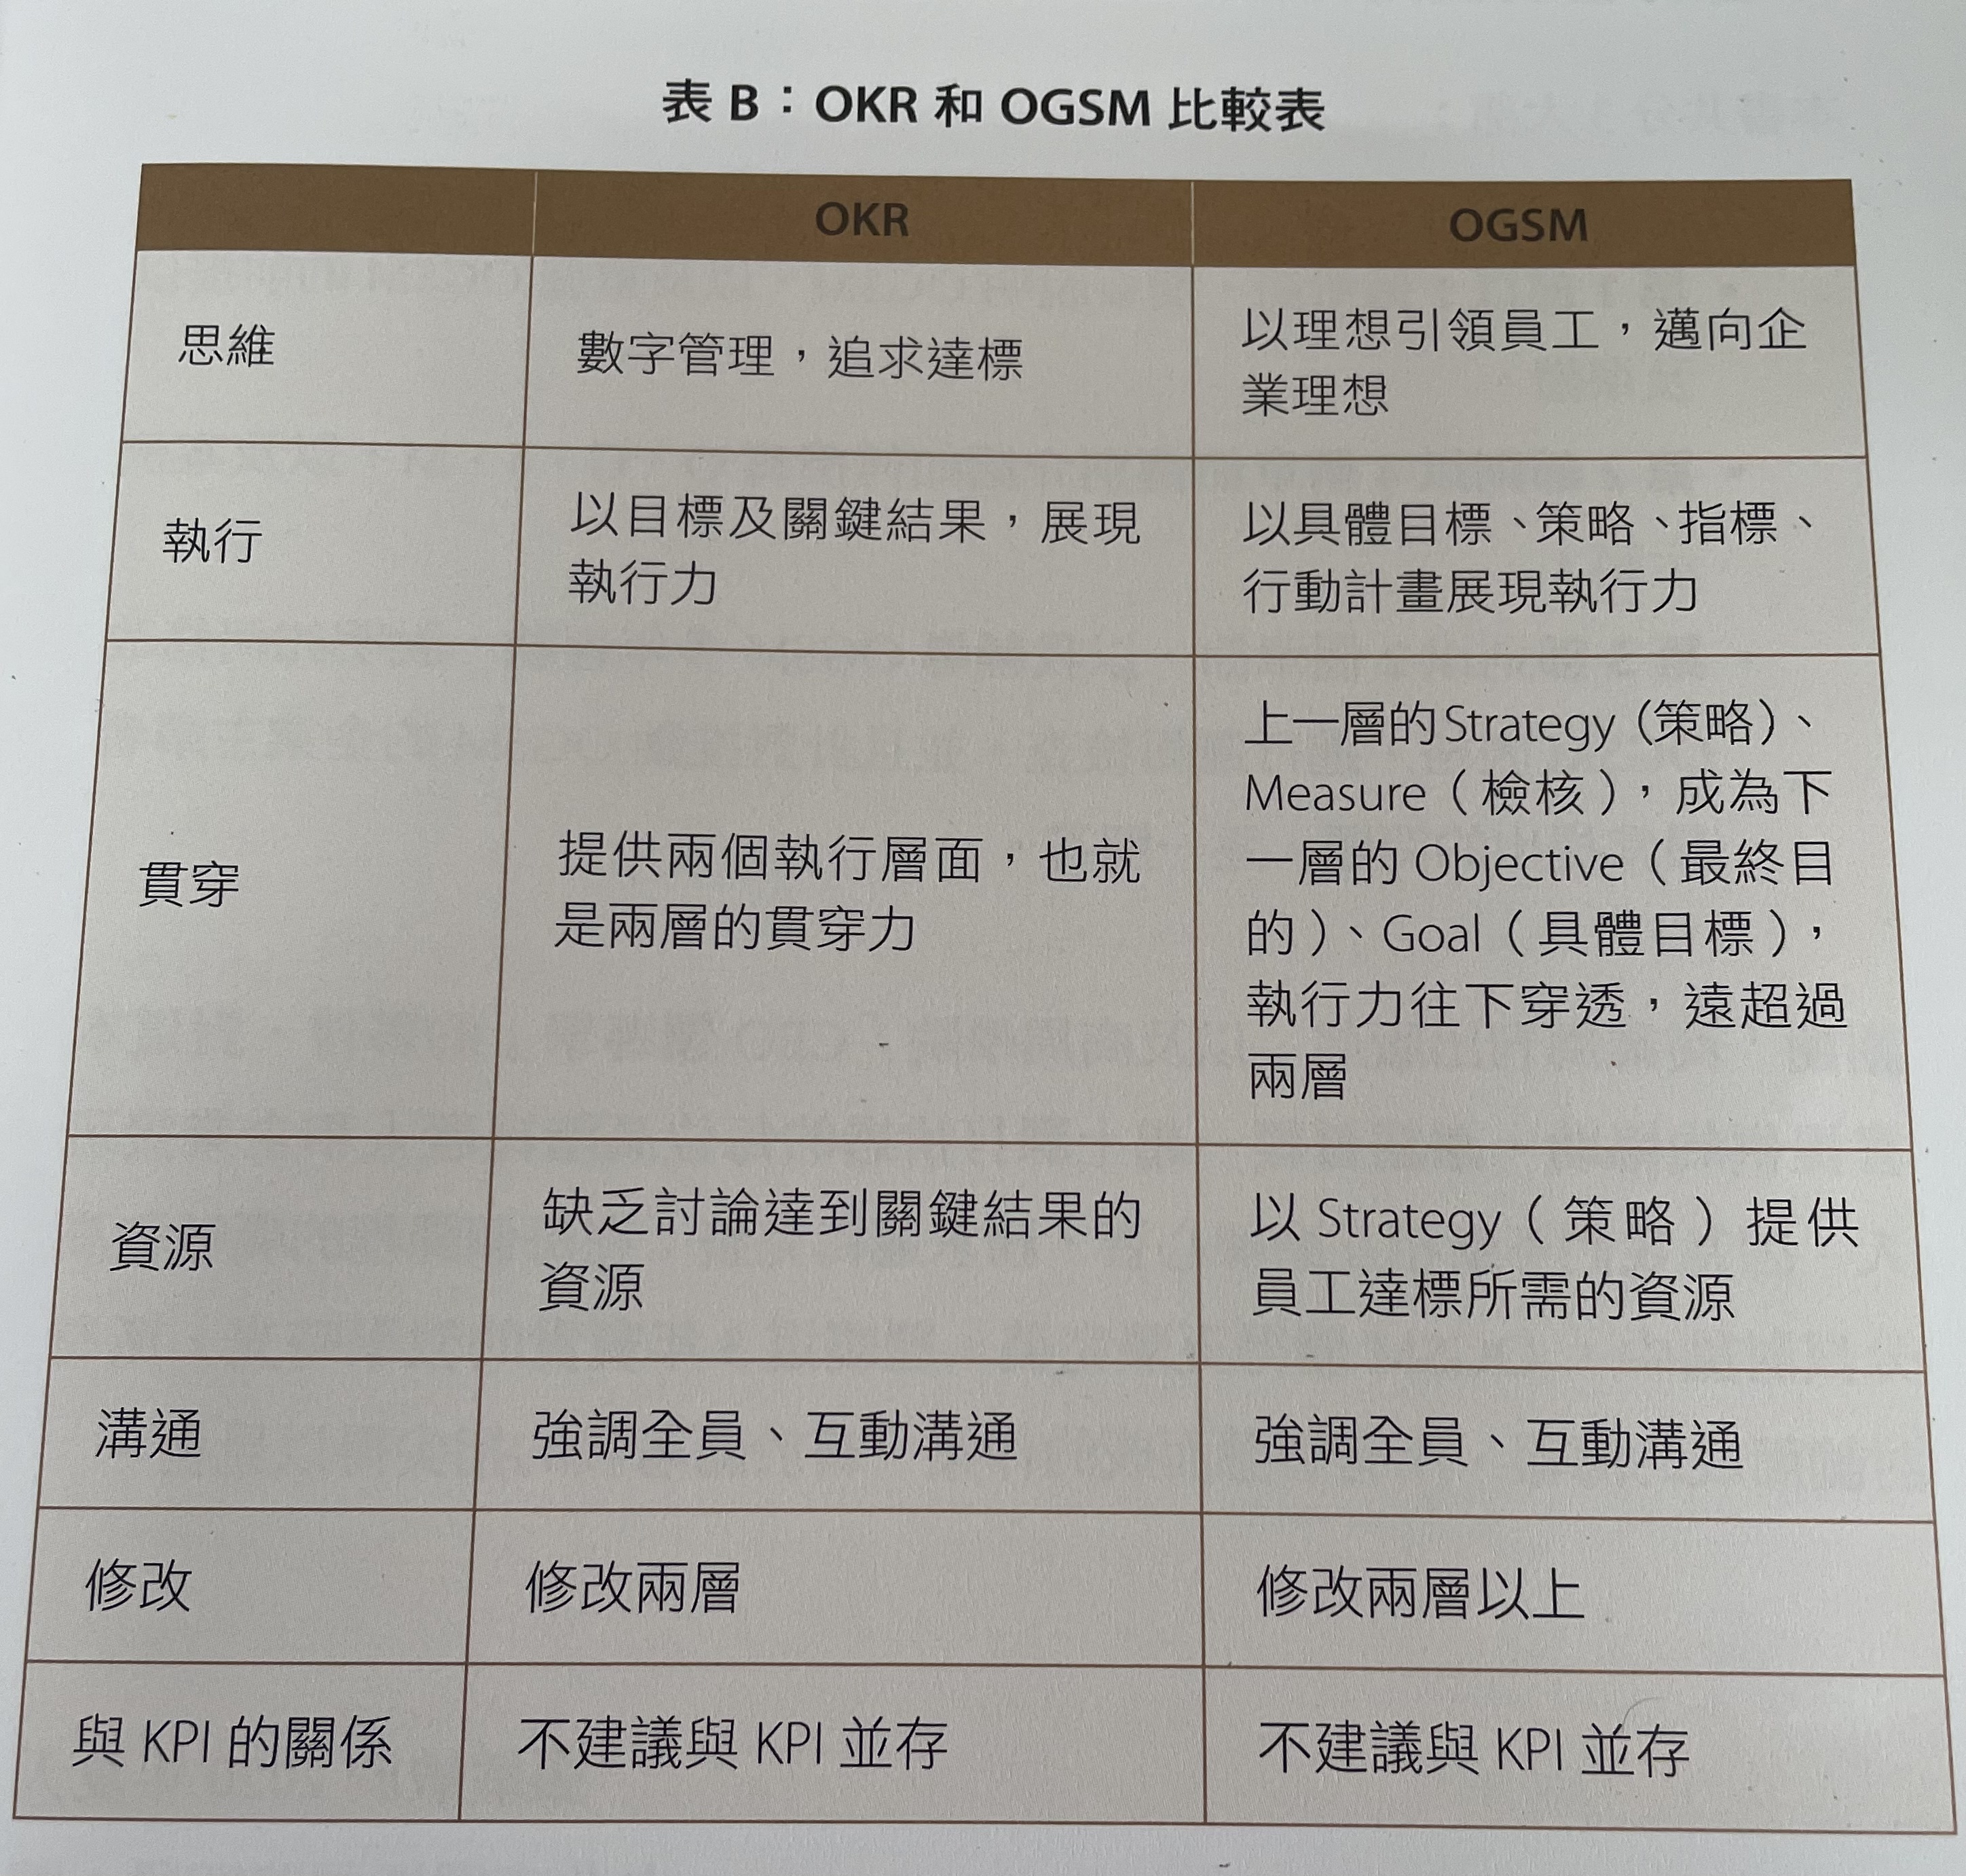 表 B：OKR 和 OGSM 比較表
OKR
OGSM
思維
數字管理，追求達標
以理想引領員工，邁向企
業理想
執行
以目標及關鍵結果，展現
執行力
以具體目標、策略、指標、
行動計畫展現執行力
貫穿
提供兩個執行層面，也就
是兩層的貫穿力
上一層的 Strategy（策略）、
Measure（檢核），成為下
一層的 Objective（最終目
的）、Goal（具體目標），
執行力往下穿透，遠超過
兩層
資源
缺乏討論達到關鍵結果的
資源
以 Strategy（策略）提供
員工達標所需的資源
溝通
強調全員、互動溝通
強調全員、互動溝通
修改
修改兩層
修改兩層以上
與 KPI 的關係
不建議與 KPI 並存
不建議與 KPI 並存